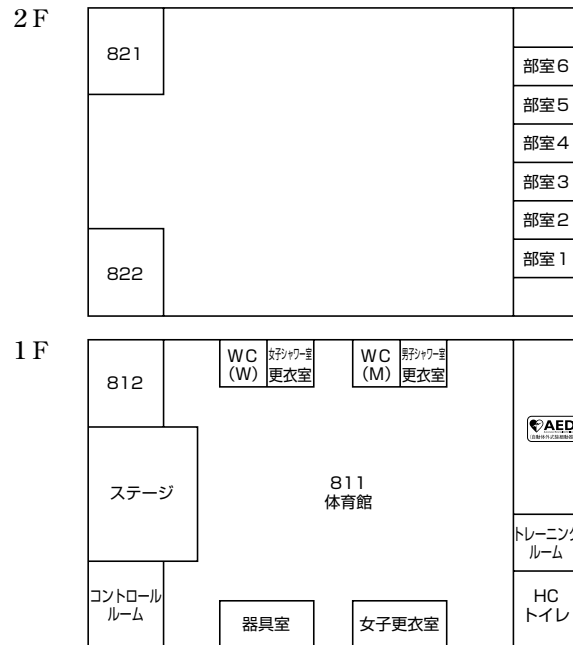 2F
821
822
部室6
部室5
部室4
部室3
部室2
部室1
1F
812
WC
(W)
女子シャワー室
更衣室
WC
(M)
男子シャワー室
更衣室
AED
ステージ
811
体育館
トレーニング
ルーム
コントロール
ルーム
器具室
女子更衣室
HC
トイレ